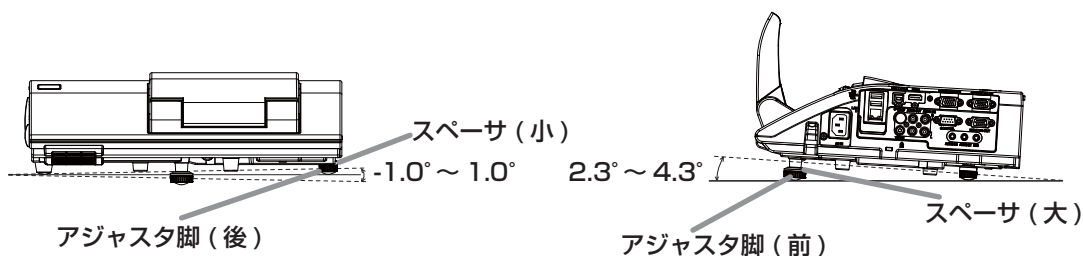 スペーサ ( 小 )
-1.0°～ 1.0°
アジャスタ脚 ( 後 )
2.3°～ 4.3°
スペーサ ( 大 )
アジャスタ脚 ( 前 )